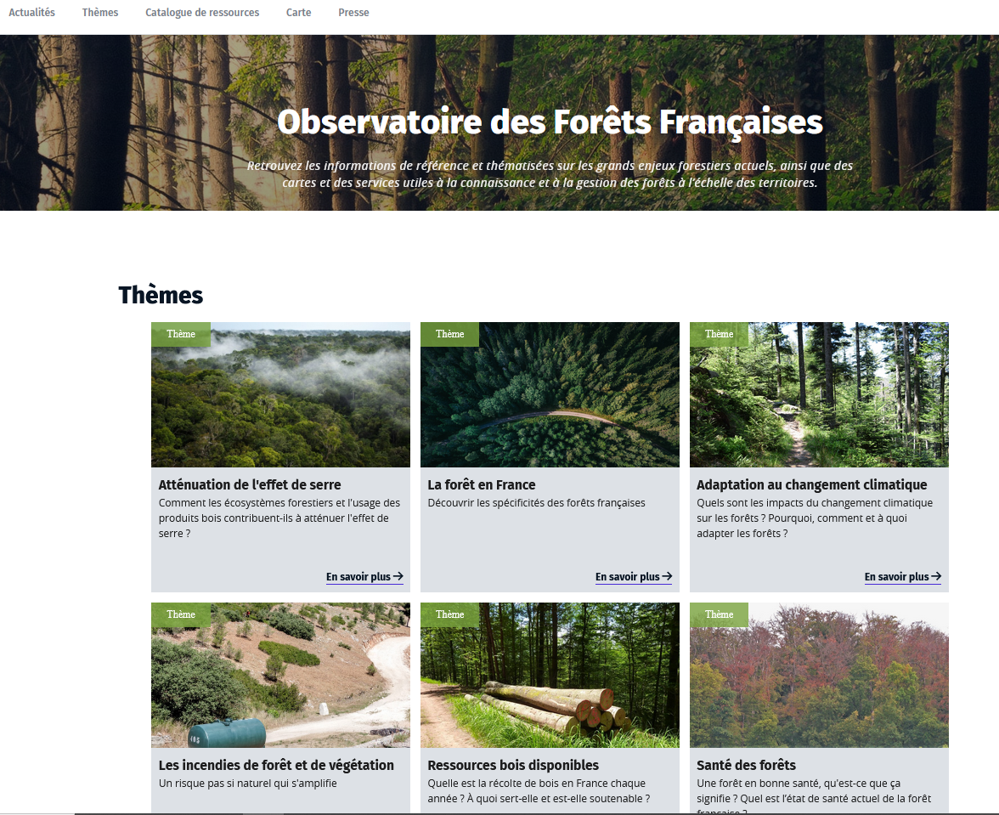 Actualités Thèmes Catalogue de ressources Carte Presse
Observatoire des Forêts Françaises
Retrouvez les informations de référence et thématisées sur les grands enjeux forestiers actuels, ainsi que des
cartes et des services utiles à la connaissance et à la gestion des forêts à l'échelle des territoires.
Thèmes
Thème
Atténuation de l'effet de serre
Comment les écosystèmes forestiers et l'usage des
produits bois contribuent-ils à atténuer l'effet de
serre ?
En savoir plus →
Thème
La forêt en France
Découvrir les spécificités des forêts françaises
En savoir plus →
Thème
Adaptation au changement climatique
Quels sont les impacts du changement climatique
sur les forêts ? Pourquoi, comment et à quoi
adapter les forêts ?
En savoir plus →
Thème
Les incendies de forêt et de végétation
Un risque pas si naturel qui s'amplifie
Thème
Ressources bois disponibles
Quelle est la récolte de bois en France chaque
année ? À quoi sert-elle et est-elle soutenable ?
Thème
Santé des forêts
Une forêt en bonne santé, qu'est-ce que ça
signifie ? Quel est l'état de santé actuel de la forêt
française ?